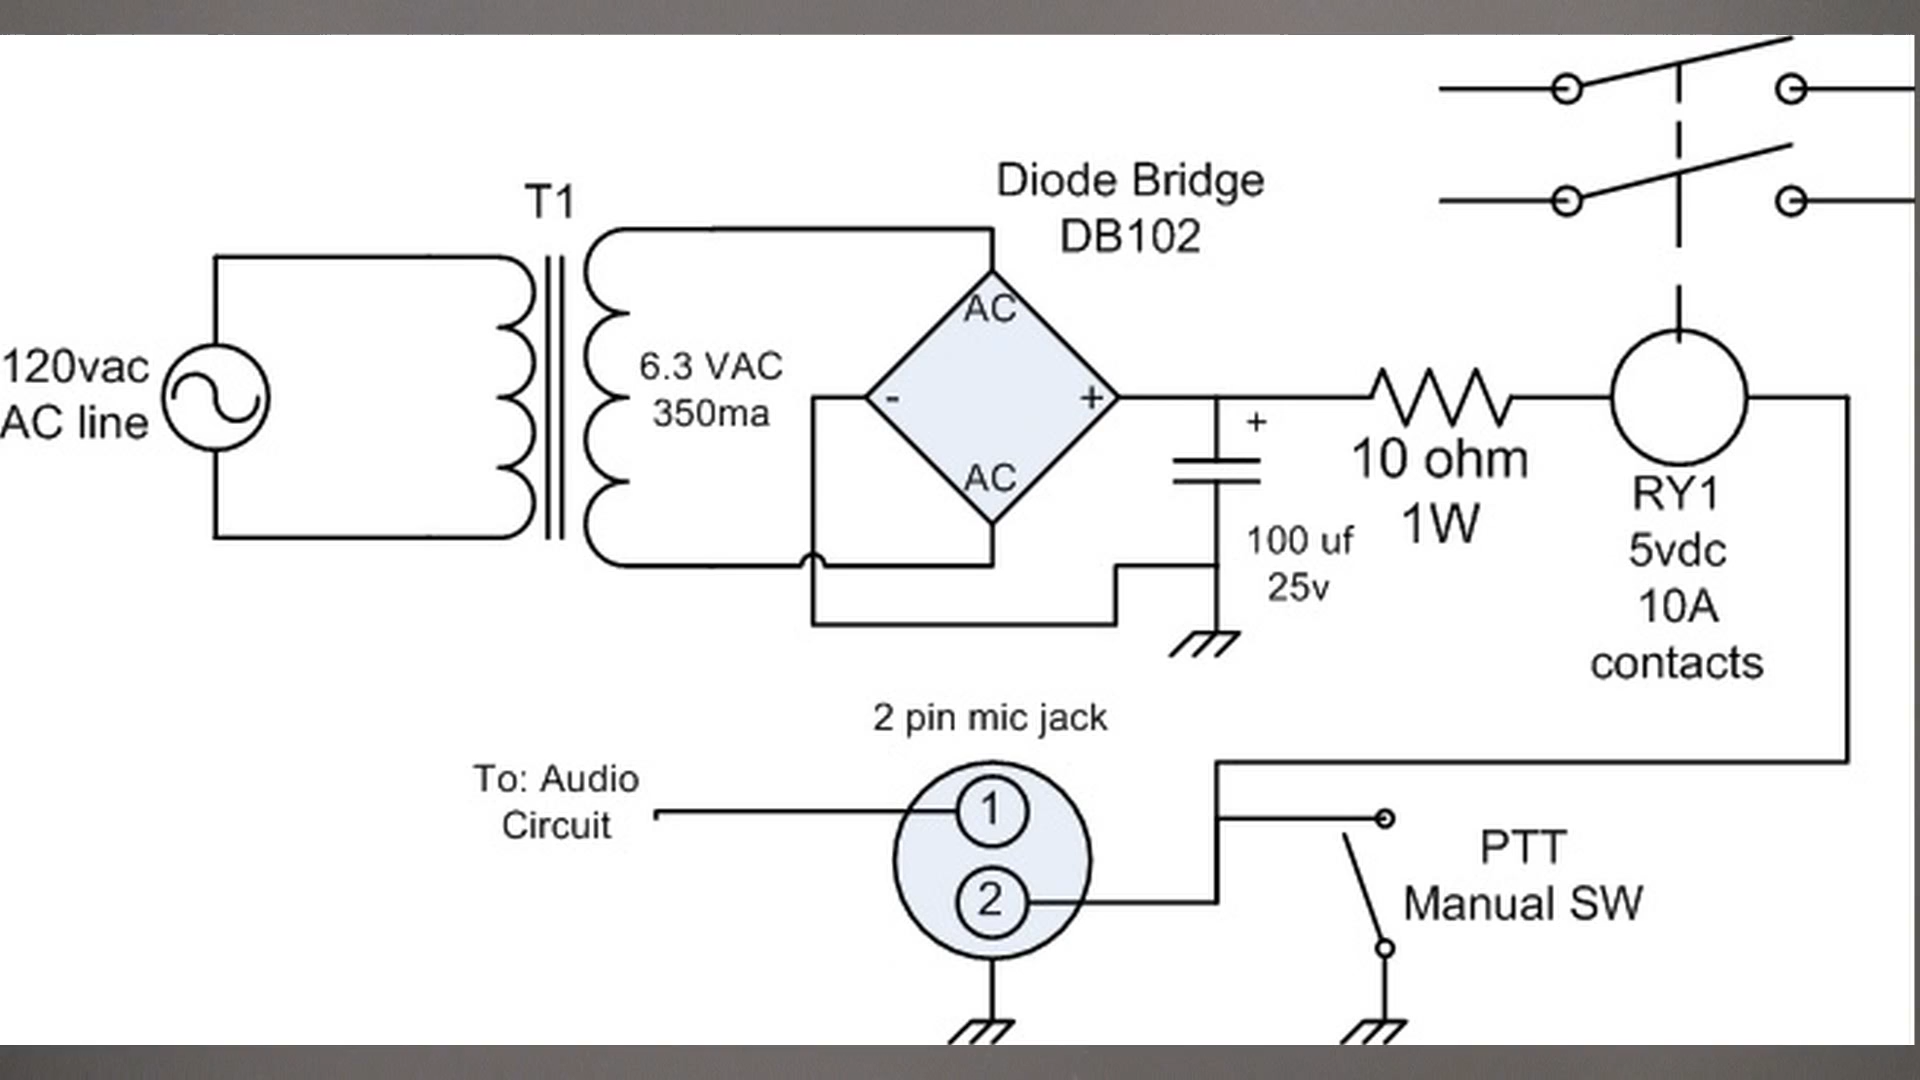 T1
Diode Bridge
DB102
120vac
AC line
6.3 VAC
350ma
AC
-
+
AC
+
10 ohm
1W
100 uf
25v
RY1
5vdc
10A
contacts
2 pin mic jack
To: Audio
Circuit
1
2
PTT
Manual SW